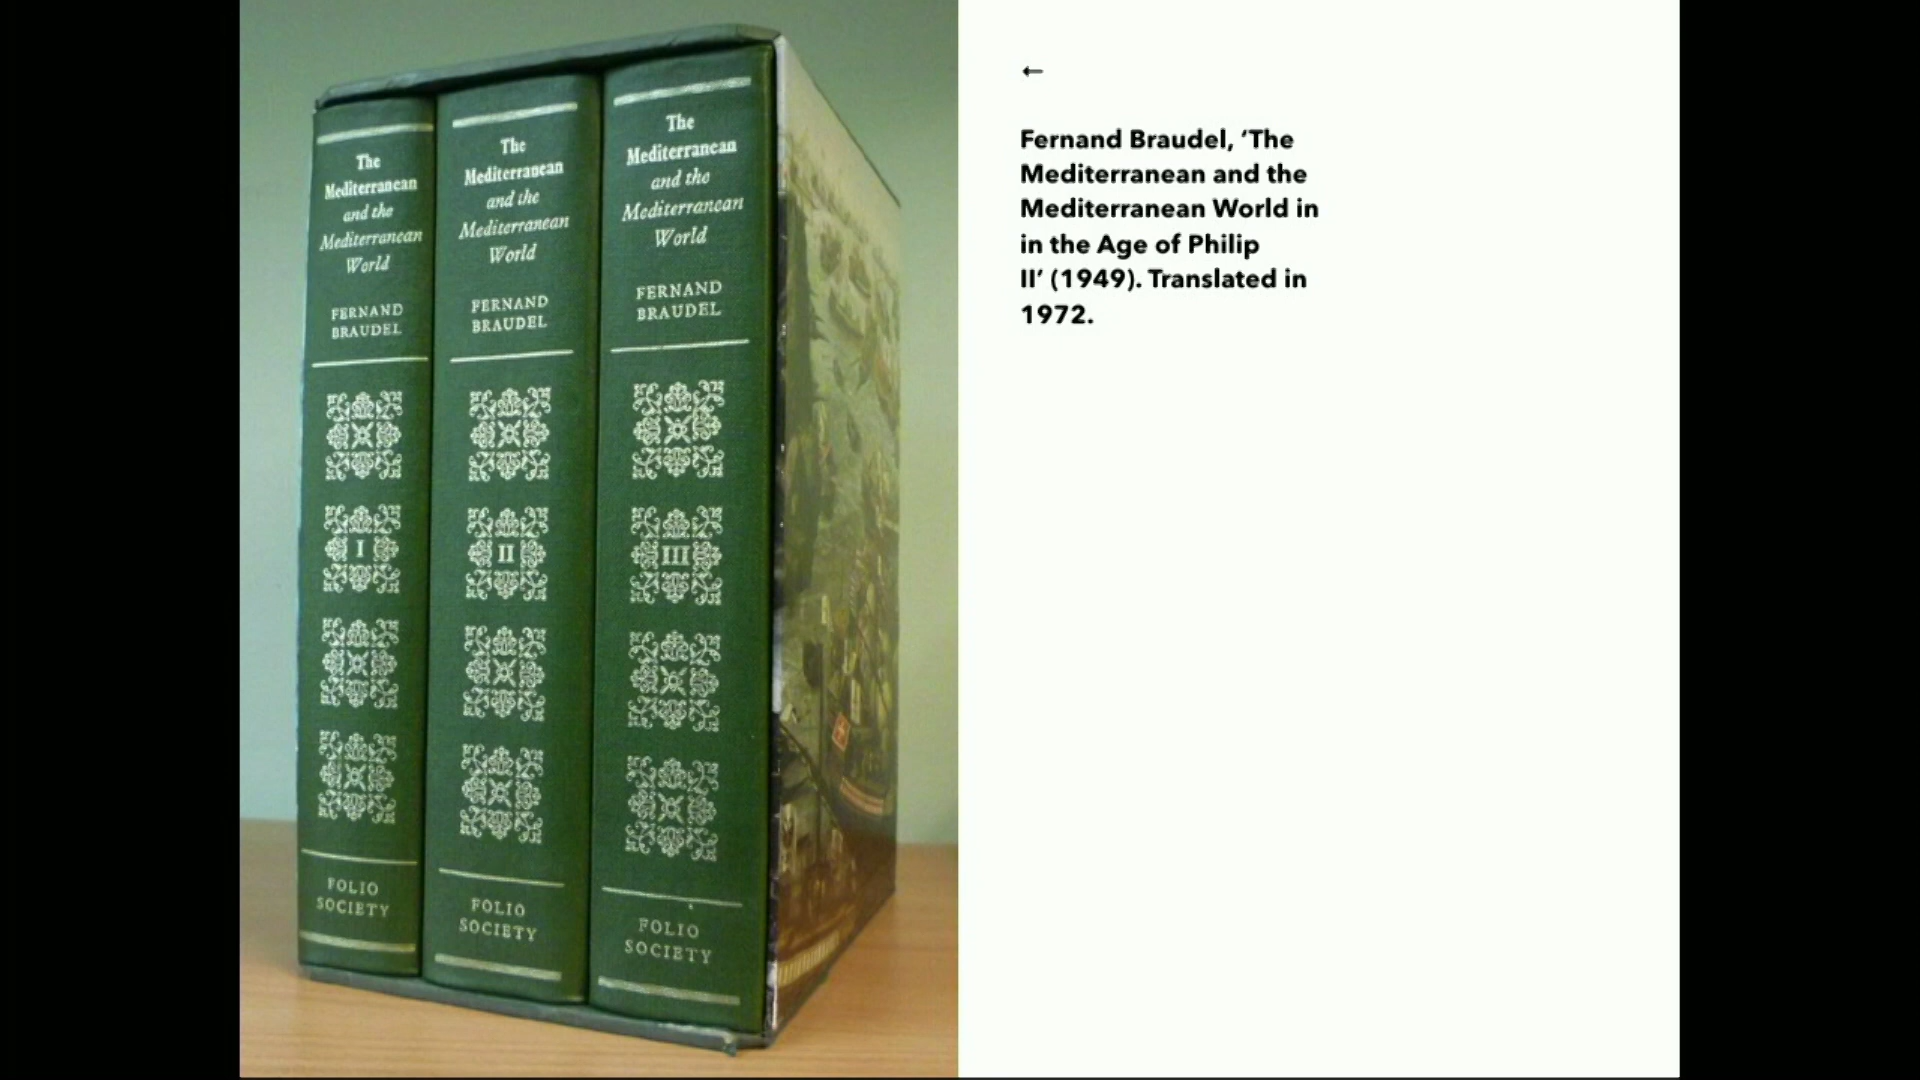 The
Mediterranean
and the
Mediterranean
World
FERNAND
BRAUDEL
I
FOLIO
SOCIETY
The
Mediterranean
and the
Mediterranean
World
FERNAND
BRAUDEL
II
FOLIO
SOCIETY
The
Mediterranean
and the
Mediterranean
World
FERNAND
BRAUDEL
III
FOLIO
SOCIETY
←
Fernand Braudel, ‘The
Mediterranean and the
Mediterranean World in
in the Age of Philip
II’ (1949). Translated in
1972.